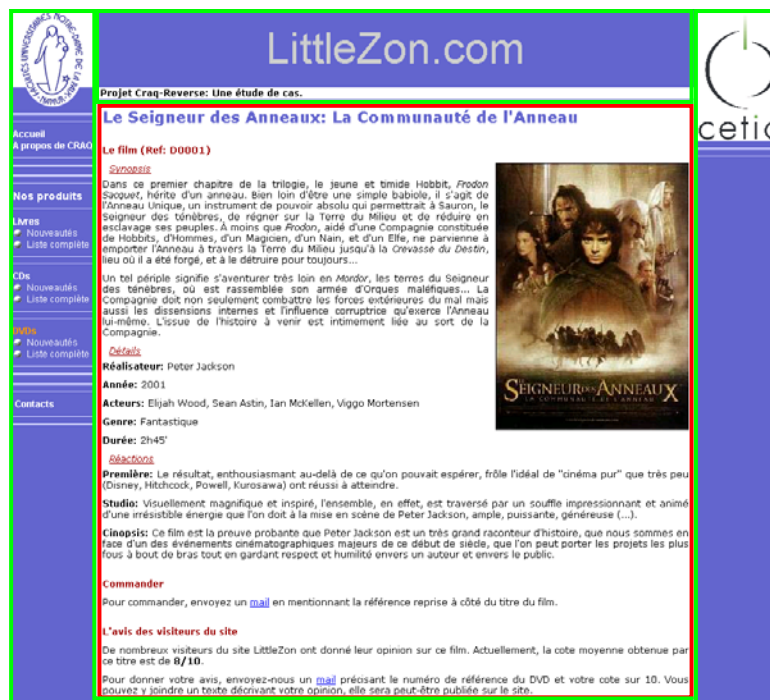 FACULTES UNIVERSITAIRES NOTRE-DAME DE LA PAIX
NAMUR
LittleZon.com
cetic
Projet Craq-Reverse: Une étude de cas.
Accueil
A propos de CRAQ
Nos produits
Livres
Nouveautés
Liste complète
CDs
Nouveautés
Liste complète
DVDs
Nouveautés
Liste complète
Contacts
Le Seigneur des Anneaux: La Communauté de l'Anneau
Le film (Ref: D0001)
Synopsis
Dans ce premier chapitre de la trilogie, le jeune et timide Hobbit, Frodon
Sacquet, hérite d'un anneau. Bien loin d'être une simple babiole, il s'agit de
l'Anneau Unique, un instrument de pouvoir absolu qui permettrait à Sauron, le
Seigneur des ténèbres, de régner sur la Terre du Milieu et de réduire en
esclavage ses peuples. À moins que Frodon, aidé d'une Compagnie constituée
de Hobbits, d'Hommes, d'un Magicien, d'un Nain, et d'un Elfe, ne parvienne à
emporter l'Anneau à travers la Terre du Milieu jusqu'à la Crevasse du Destin,
lieu où il a été forgé, et à le détruire pour toujours...
Un tel périple signifie s'aventurer très loin en Mordor, les terres du Seigneur
des ténèbres, où est rassemblée son armée d'Orques maléfiques... La
Compagnie doit non seulement combattre les forces extérieures du mal mais
aussi les dissensions internes et l'influence corruptrice qu'exerce l'Anneau
lui-même. L'issue de l'histoire à venir est intimement liée au sort de la
Compagnie.
LE SEIGNEUR DES ANNEAUX
LA COMMUNAUTÉ DE L'ANNEAU
Détails
Réalisateur: Peter Jackson
Année: 2001
Acteurs: Elijah Wood, Sean Astin, Ian McKellen, Viggo Mortensen
Genre: Fantastique
Durée: 2h45'
Réactions
Première: Le résultat, enthousiasmant au-delà de ce qu'on pouvait espérer, frôle l'idéal de "cinéma pur" que très peu
(Disney, Hitchcock, Powell, Kurosawa) ont réussi à atteindre.
Studio: Visuellement magnifique et inspiré, l'ensemble, en effet, est traversé par un souffle impressionnant et animé
d'une irrésistible énergie que l'on doit à la mise en scène de Peter Jackson, ample, puissante, généreuse (...).
Cinopsis: Ce film est la preuve probante que Peter Jackson est un très grand raconteur d'histoire, que nous sommes en
face d'un des événements cinématographiques majeurs de ce début de siècle, que l'on peut porter les projets les plus
fous à bout de bras tout en gardant respect et humilité envers un auteur et envers le public.
Commander
Pour commander, envoyez un mail en mentionnant la référence reprise à côté du titre du film.
L'avis des visiteurs du site
De nombreux visiteurs du site LittleZon ont donné leur opinion sur ce film. Actuellement, la cote moyenne obtenue par
ce titre est de 8/10.
Pour donner votre avis, envoyez-nous un mail précisant le numéro de référence du DVD et votre cote sur 10. Vous
pouvez y joindre un texte décrivant votre opinion, elle sera peut-être publiée sur le site.